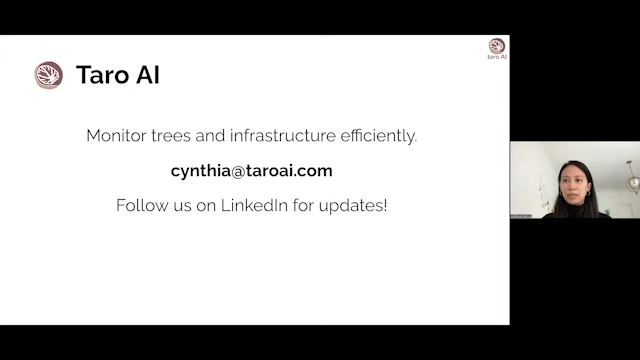 Taro AI
taro AI
Monitor trees and infrastructure efficiently.
cynthia@taroai.com
Follow us on LinkedIn for updates!